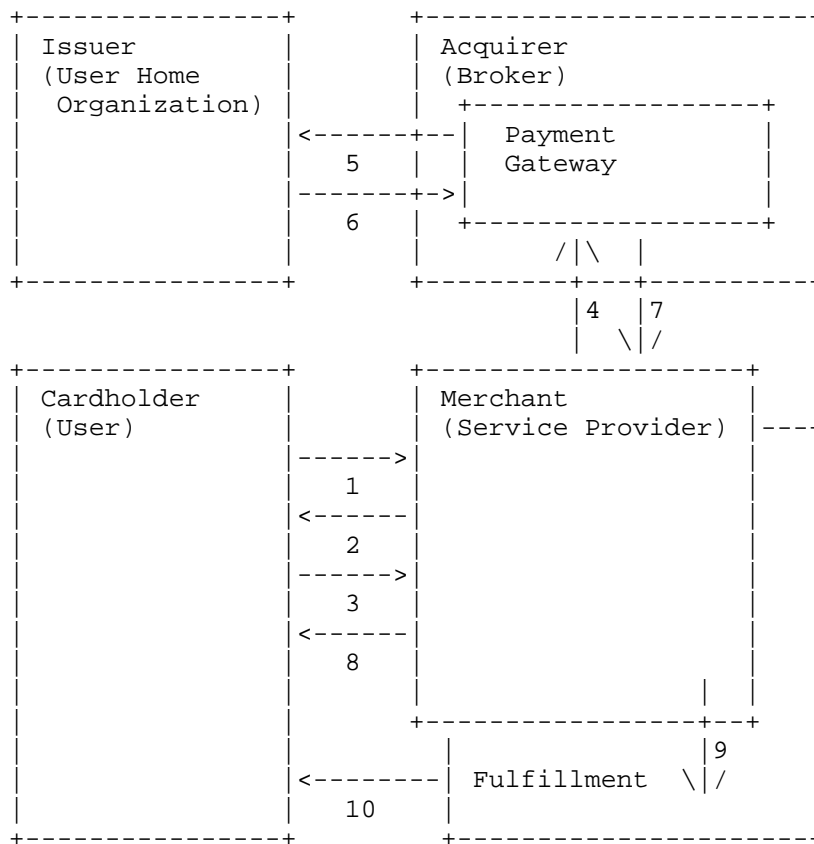 Issuer
(User Home
Organization)
Acquirer
(Broker)
Payment
Gateway
5
6
4
7
Cardholder
(User)
Merchant
(Service Provider)
1
2
3
8
9
Fulfillment
10